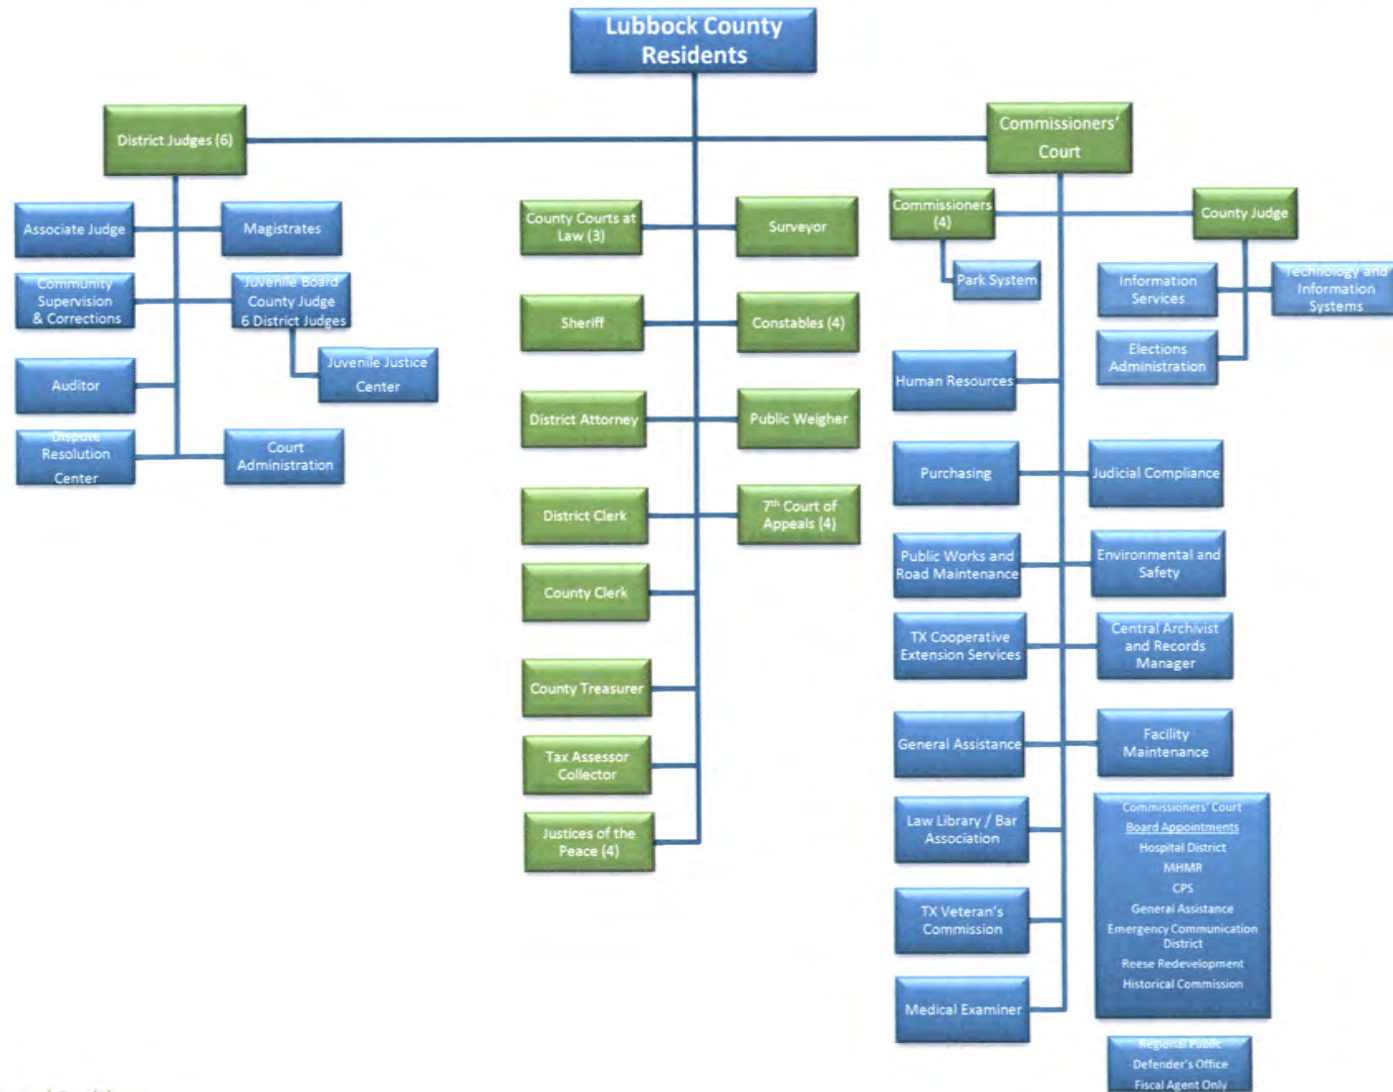 Lubbock County
Residents
District Judges (6)
Commissioners'
Court
Associate Judge
Magistrates
Community
Supervision
& Corrections
Juvenile Board
County Judge
6 District Judges
Juvenile Justice
Center
Auditor
Dispute
Resolution
Center
Court
Administration
County Courts at
Law (3)
Surveyor
Sheriff
Constables (4)
District Attorney
Public Weigher
District Clerk
7th Court of
Appeals (4)
County Clerk
County Treasurer
Tax Assessor
Collector
Justices of the
Peace (4)
Commissioners
(4)
County Judge
Park System
Information
Services
Technology and
Information
Systems
Elections
Administration
Human Resources
Purchasing
Judicial Compliance
Public Works and
Road Maintenance
Environmental and
Safety
TX Cooperative
Extension Services
Central Archivist
and Records
Manager
General Assistance
Facility
Maintenance
Law Library / Bar
Association
TX Veteran's
Commission
Medical Examiner
Commissioners' Court
Board Appointments
Hospital District
MHMR
CPS
General Assistance
Emergency Communication
District
Reese Redevelopment
Historical Commission
Regional Public
Defender's Office
Fiscal Agent Only